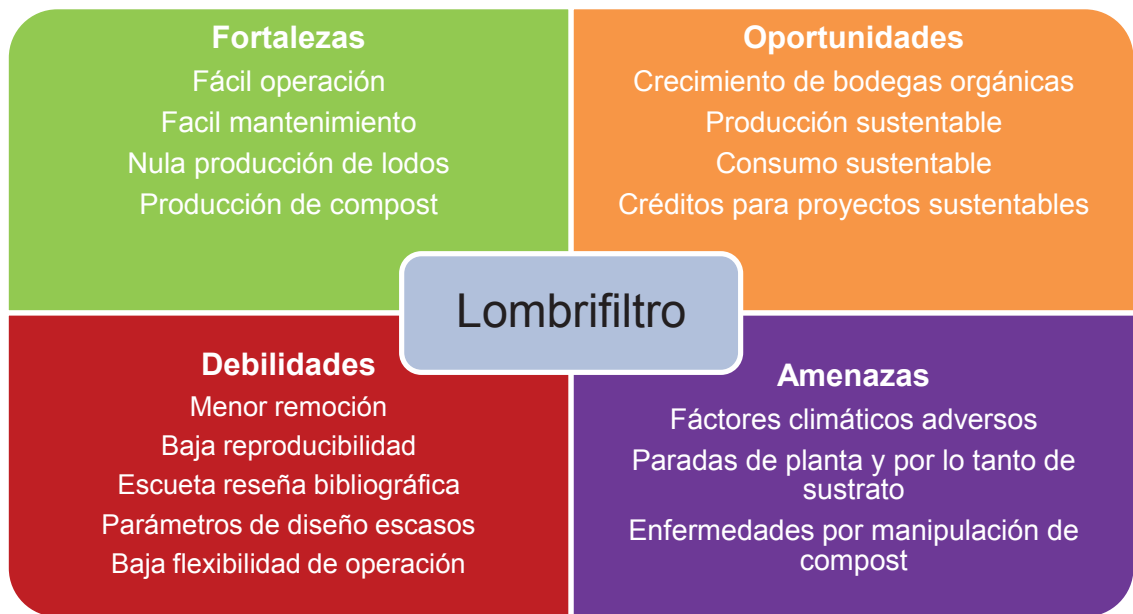 Fortalezas
Fácil operación
Facil mantenimiento
Nula producción de lodos
Producción de compost
Oportunidades
Crecimiento de bodegas orgánicas
Producción sustentable
Consumo sustentable
Créditos para proyectos sustentables
Lombrifiltro
Debilidades
Menor remoción
Baja reproducibilidad
Escueta reseña bibliográfica
Parámetros de diseño escasos
Baja flexibilidad de operación
Amenazas
Fáctores climáticos adversos
Paradas de planta y por lo tanto de
sustrato
Enfermedades por manipulación de
compost